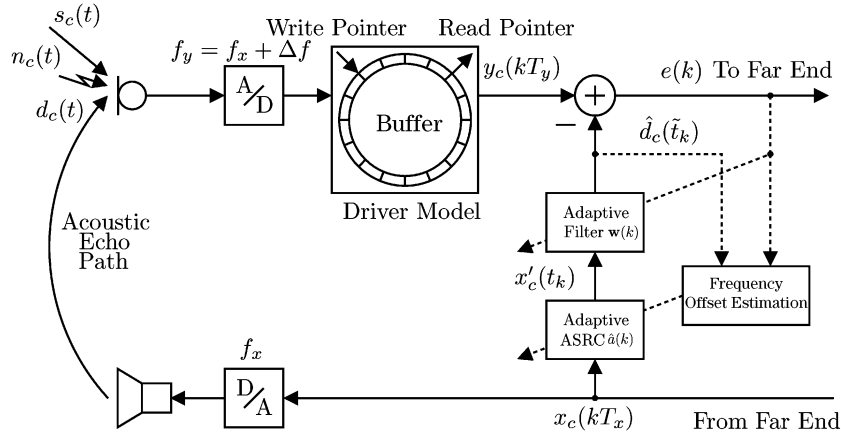 s_c(t)
n_c(t)
d_c(t)
f_y = f_x + Δf
A/D
Write Pointer
Read Pointer
Buffer
Driver Model
y_c(kT_y)
+
−
e(k) To Far End
d̂_c(t̃_k)
Adaptive
Filter w(k)
x′_c(t_k)
Frequency
Offset Estimation
Adaptive
ASRC â(k)
Acoustic
Echo
Path
f_x
D/A
x_c(kT_x)
From Far End